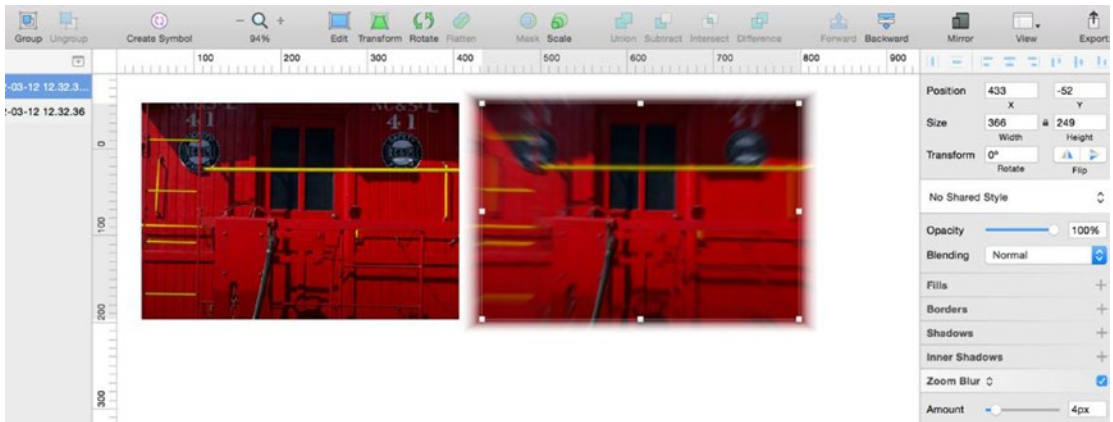 Group Ungroup Create Symbol 94% Edit Transform Rotate Flatten Mask Scale Union Subtract Intersect Difference Forward Backward Mirror View Export
100 200 300 400 500 600 700 800 900
-03-12 12.32.3...
-03-12 12.32.36
0
100
200
300
41 41
Position 433 -52
X Y
Size 366 249
Width Height
Transform 0°
Rotate Flip
No Shared Style
Opacity 100%
Blending Normal
Fills
Borders
Shadows
Inner Shadows
Zoom Blur
Amount 4px